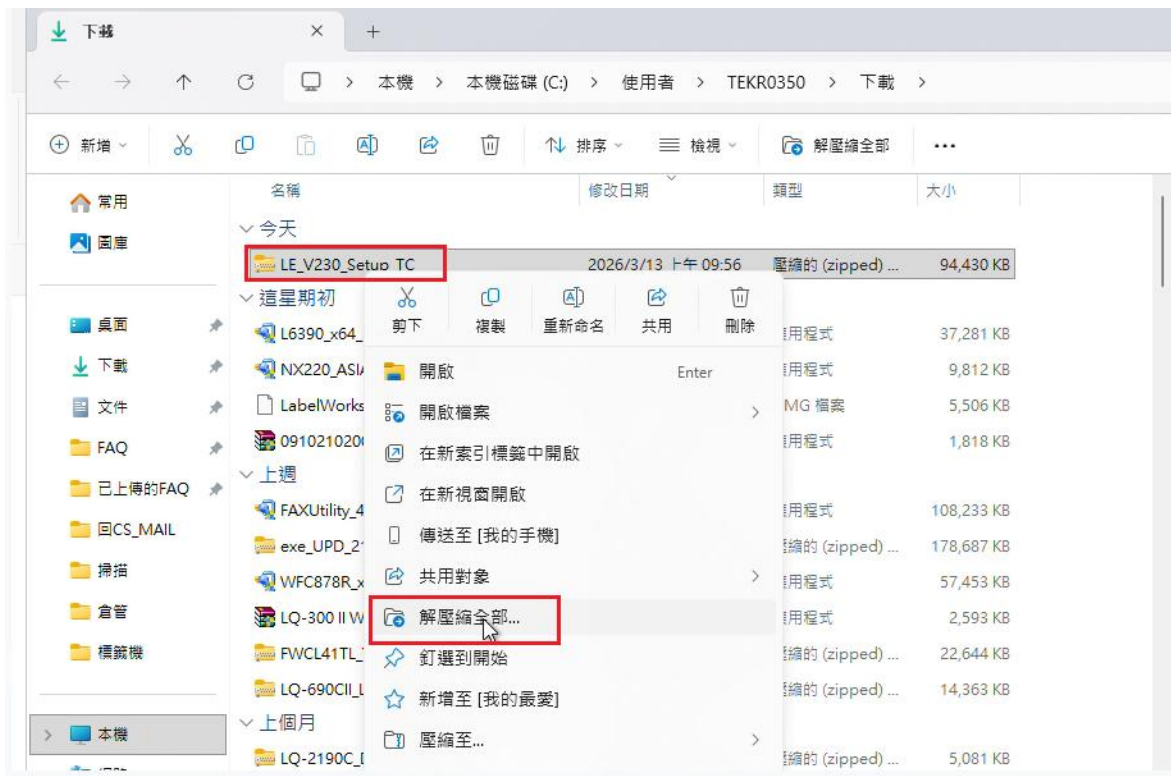 下載
本機 > 本機磁碟 (C:) > 使用者 > TEKR0350 > 下載 >
新增 排序 檢視 解壓縮全部 ...
名稱 修改日期 類型 大小
常用
圖庫
桌面
下載
文件
FAQ
已上傳的FAQ
回CS_MAIL
掃描
倉管
標籤機
本機
今天
LE_V230_Setup_TC 2026/3/13 上午 09:56 壓縮的 (zipped) ... 94,430 KB
這星期初
L6390_x64_ 用程式 37,281 KB
NX220_ASI 用程式 9,812 KB
LabelWorks MG 檔案 5,506 KB
091021020 用程式 1,818 KB
上週
FAXUtility_4 用程式 108,233 KB
exe_UPD_2 縮的 (zipped) ... 178,687 KB
WFC878R_x 用程式 57,453 KB
LQ-300 II W 用程式 2,593 KB
FWCL41TL_ 縮的 (zipped) ... 22,644 KB
LQ-690CII_L 縮的 (zipped) ... 14,363 KB
上個月
LQ-2190C_ 縮的 (zipped) ... 5,081 KB
剪下 複製 重新命名 共用 刪除
開啟 Enter
開啟檔案
在新索引標籤中開啟
在新視窗開啟
傳送至 [我的手機]
共用對象
解壓縮全部...
釘選到開始
新增至 [我的最愛]
壓縮至...